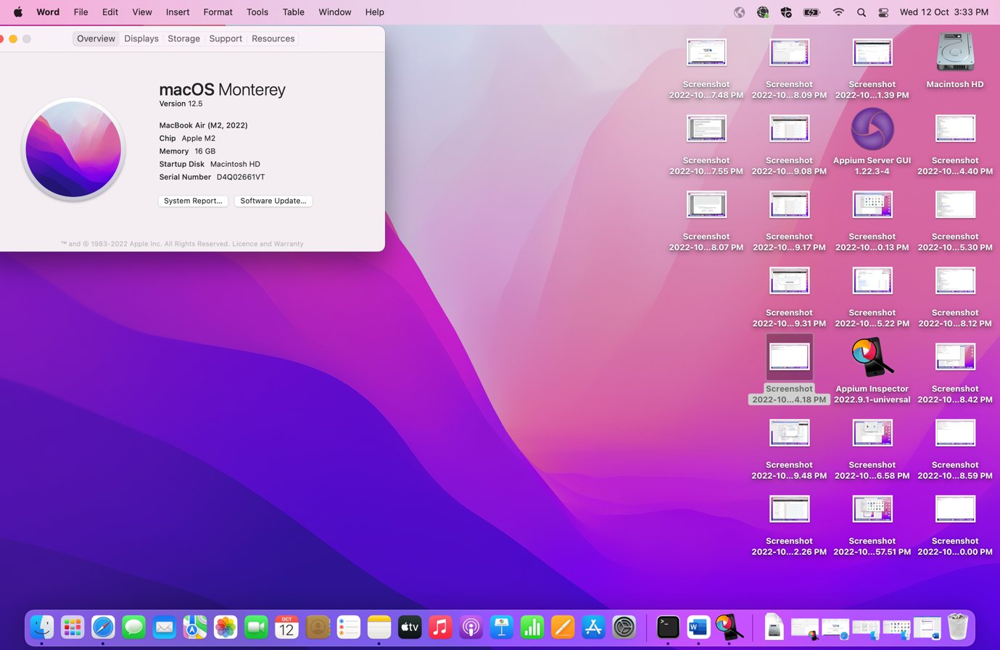 Word File Edit View Insert Format Tools Table Window Help Wed 12 Oct 3:33 PM
Overview Displays Storage Support Resources
macOS Monterey
Version 12.5
MacBook Air (M2, 2022)
Chip Apple M2
Memory 16 GB
Startup Disk Macintosh HD
Serial Number D4Q02661VT
System Report... Software Update...
™ and © 1983-2022 Apple Inc. All Rights Reserved. Licence and Warranty
Screenshot
2022-10...7.48 PM
Screenshot
2022-10...8.09 PM
Screenshot
2022-10...1.39 PM
Macintosh HD
Screenshot
2022-10...7.55 PM
Screenshot
2022-10...9.08 PM
Appium Server GUI
1.22.3-4
Screenshot
2022-10...4.40 PM
Screenshot
2022-10...8.07 PM
Screenshot
2022-10...9.17 PM
Screenshot
2022-10...0.13 PM
Screenshot
2022-10...5.30 PM
Screenshot
2022-10...9.31 PM
Screenshot
2022-10...5.22 PM
Screenshot
2022-10...8.12 PM
Screenshot
2022-10...4.18 PM
Appium Inspector
2022.9.1-universal
Screenshot
2022-10...8.42 PM
Screenshot
2022-10...9.48 PM
Screenshot
2022-10...6.58 PM
Screenshot
2022-10...8.59 PM
Screenshot
2022-10...2.26 PM
Screenshot
2022-10...57.51 PM
Screenshot
2022-10...0.00 PM
OCT
12
tv
>_
W